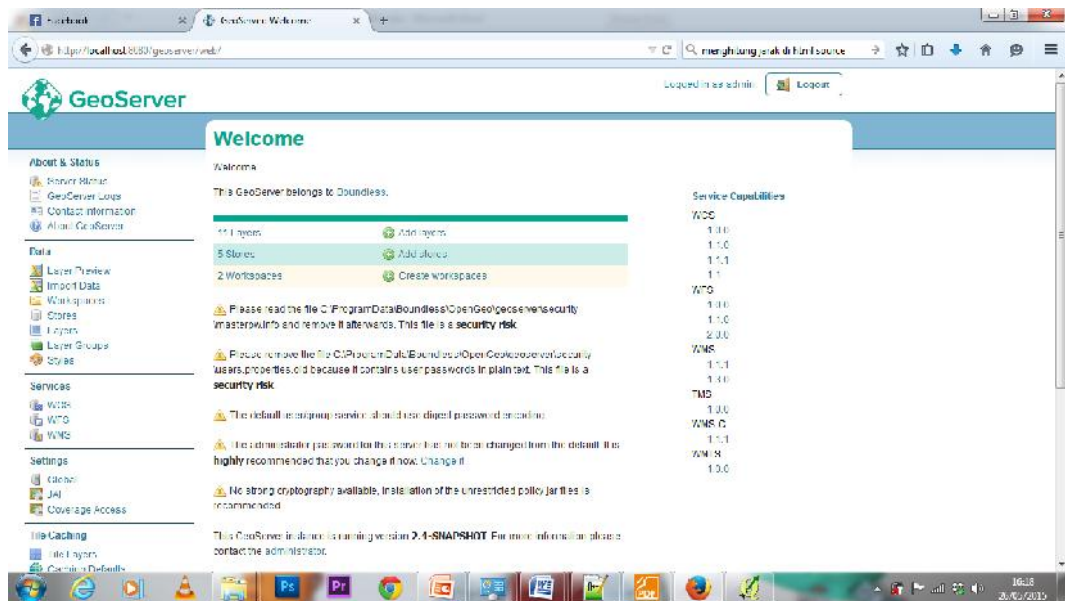 Facebook
GeoServer: Welcome
http://localhost:8080/geoserver/web/
menghitung jarak di html source
GeoServer
Logged in as admin
Logout
Welcome
About & Status
Server Status
GeoServer Logs
Contact Information
About GeoServer
Data
Layer Preview
Import Data
Workspaces
Stores
Layers
Layer Groups
Styles
Services
WCS
WFS
WMS
Settings
Global
JAI
Coverage Access
Tile Caching
Tile Layers
Caching Defaults
Welcome
This GeoServer belongs to Boundless.
11 Layers Add layers
5 Stores Add stores
2 Workspaces Create workspaces
Please read the file C:\ProgramData\Boundless\OpenGeo\geoserver\security
\masterpw.info and remove it afterwards. This file is a security risk
Please remove the file C:\ProgramData\Boundless\OpenGeo\geoserver\security
\users.properties.old because it contains user passwords in plain text. This file is a
security risk
The default user/group service should use digest password encoding.
The administrator password for this server has not been changed from the default. It is
highly recommended that you change it now. Change it
No strong cryptography available, installation of the unrestricted policy jar files is
recommended
This GeoServer instance is running version 2.4-SNAPSHOT. For more information please
contact the administrator.
Service Capabilities
WCS
1.0.0
1.1.0
1.1.1
1.1
WFS
1.0.0
1.1.0
2.0.0
WMS
1.1.1
1.3.0
TMS
1.0.0
WMS-C
1.1.1
WMTS
1.0.0
Ps
Pr
16:18
26/05/2015